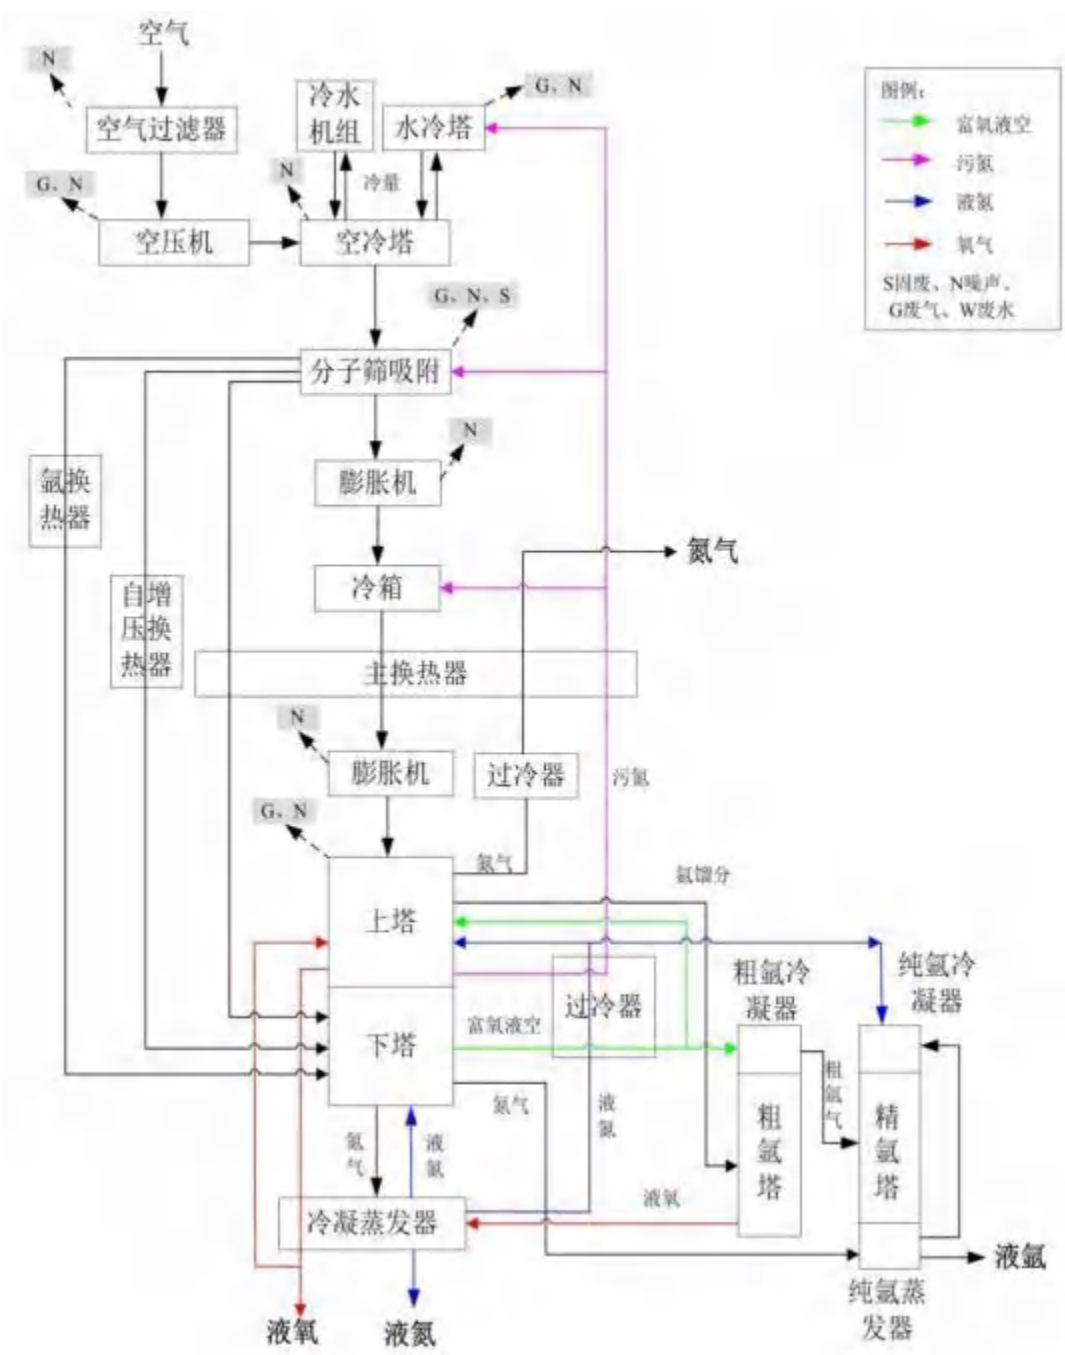 空气
N
冷水
机组
水冷塔
G、N
空气过滤器
N
冷量
G、N
空压机
空冷塔
图例：
富氧液空
污氮
液氮
氧气
S固废、N噪声、
G废气、W废水
G、N、S
分子筛吸附
N
膨胀机
氩换
热器
氮气
冷箱
自增
压换
热器
主换热器
N
膨胀机
过冷器
污氮
G、N
氮气
氩馏分
上塔
粗氩冷
凝器
纯氩冷
凝器
过冷器
富氧液空
下塔
氮气
液
氮
粗
氩
气
粗
氩
塔
精
氩
塔
氮
气
液
氮
液氧
冷凝蒸发器
液氩
纯氩蒸
发器
液氧
液氮